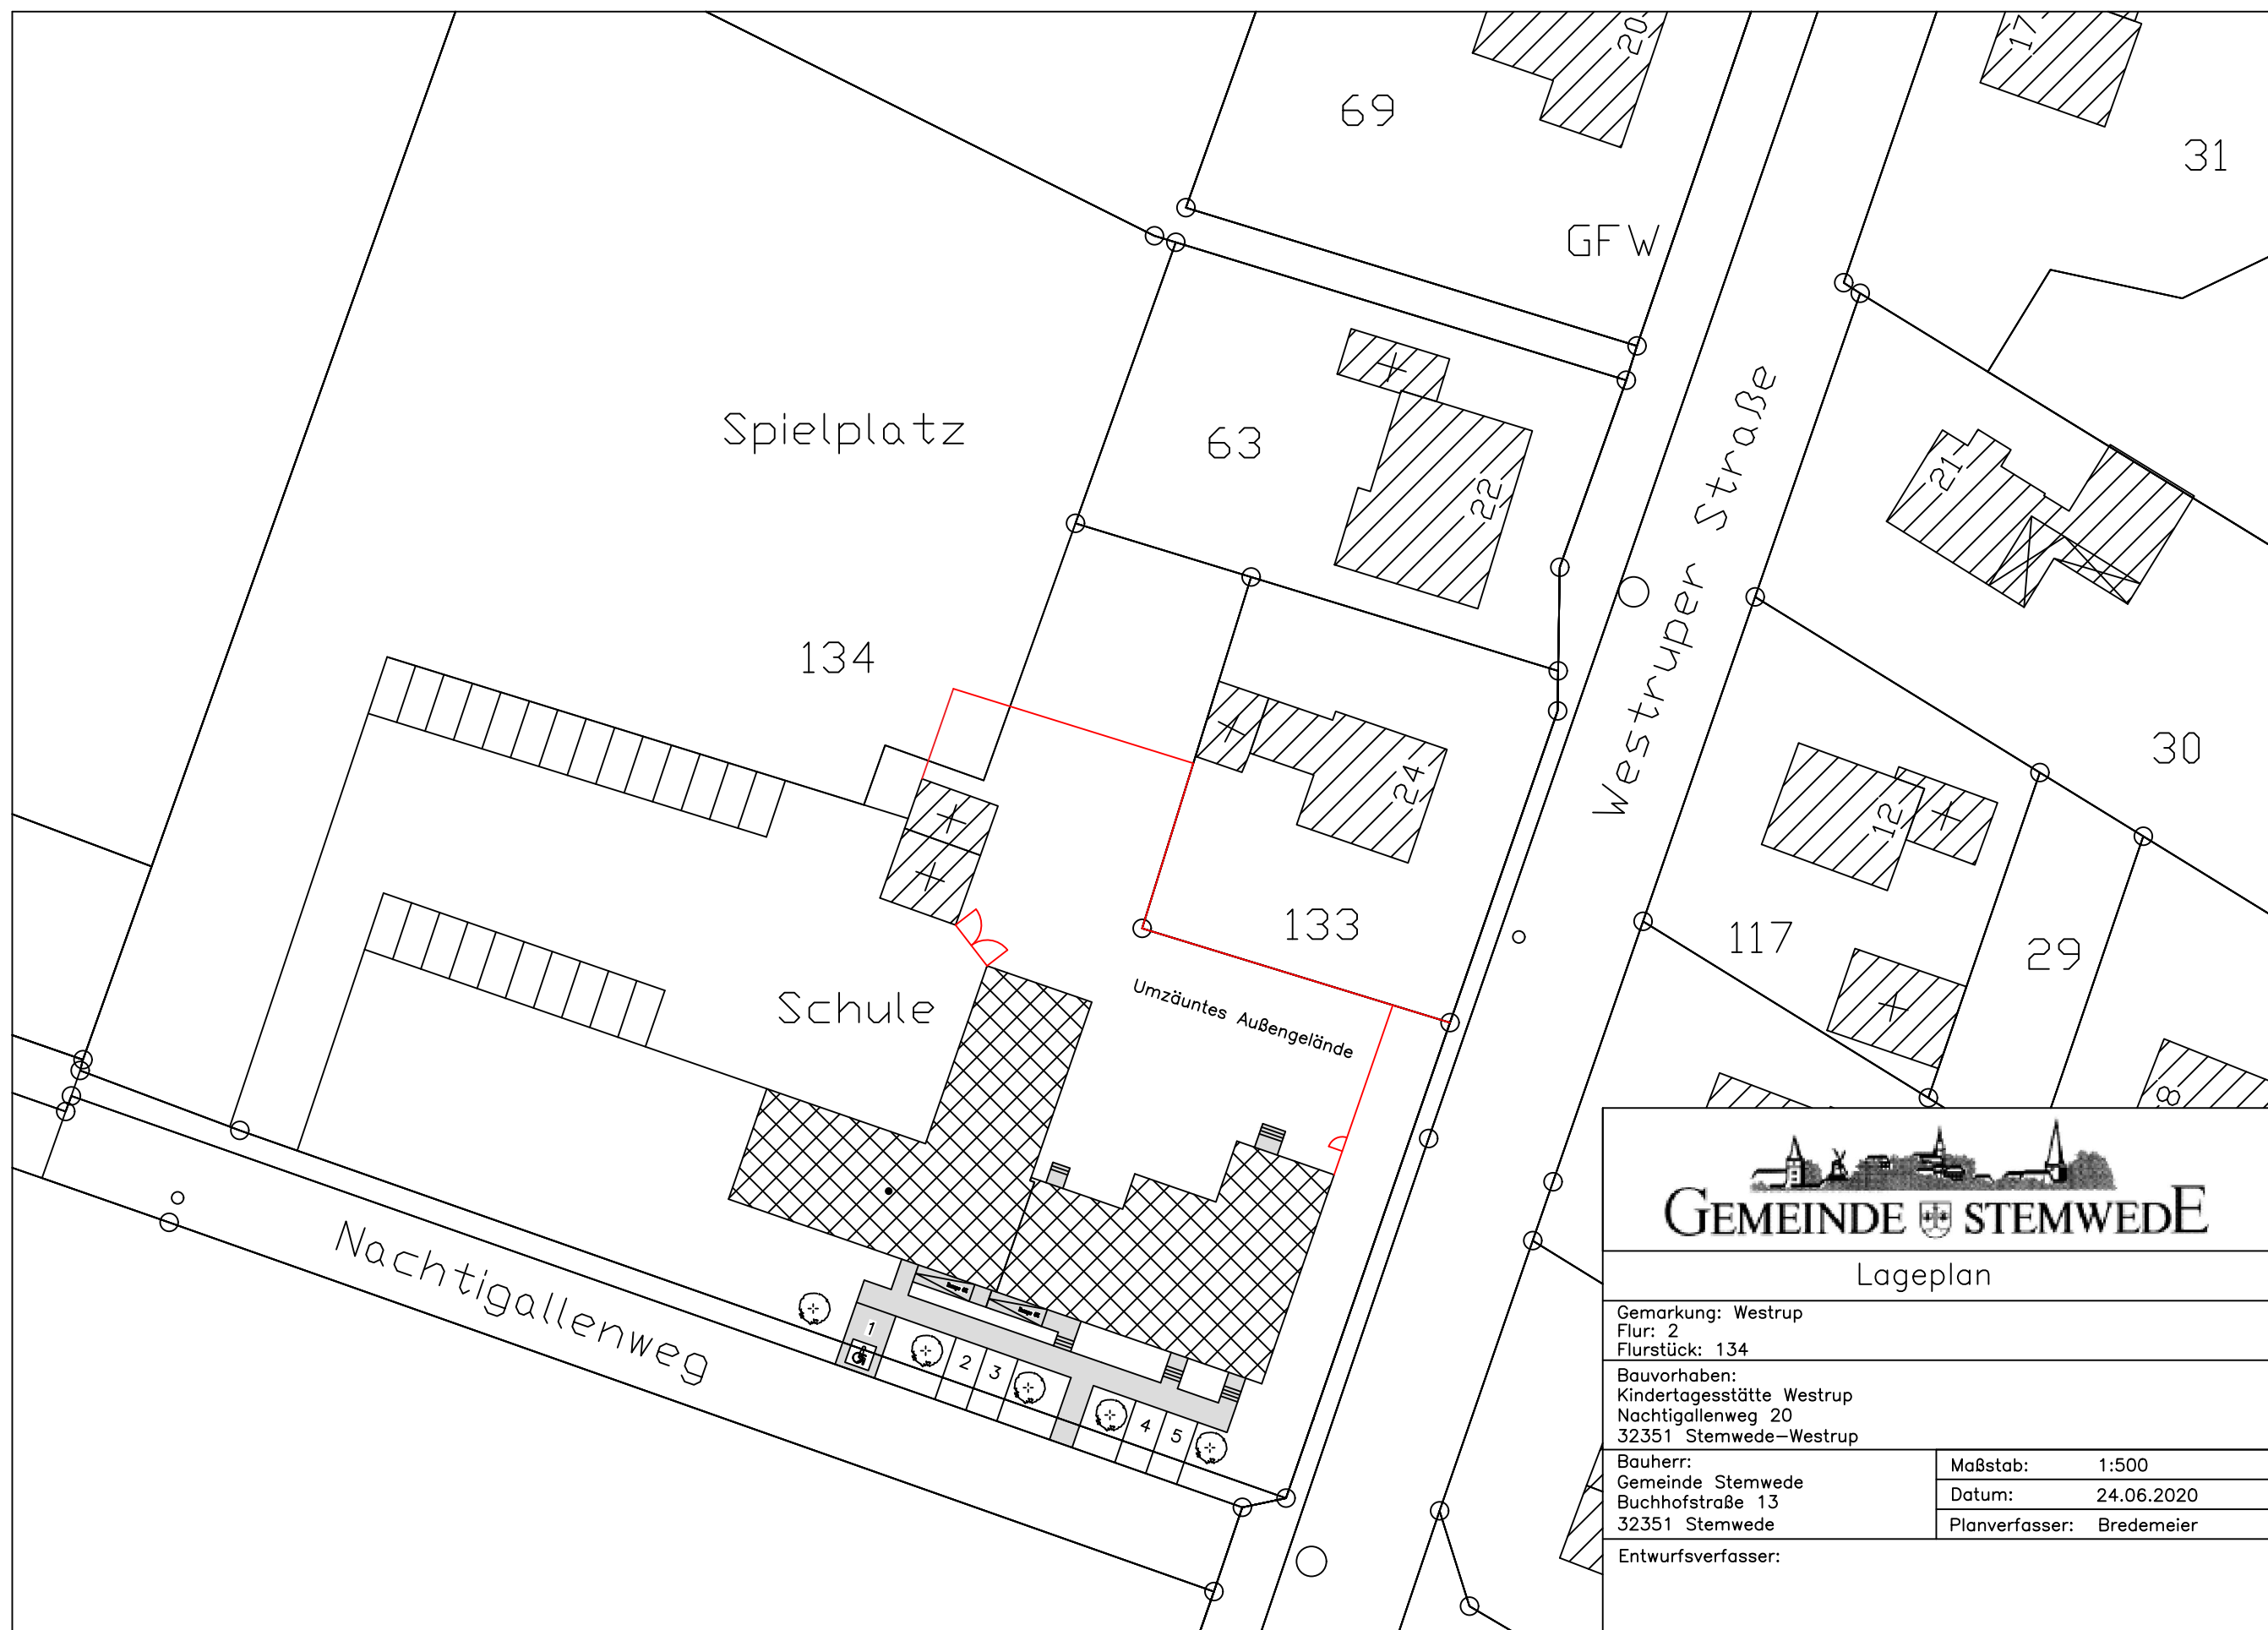 20
17
69
31
GFW
Spielplatz
63
22
21
Westruper Straße
134
30
24
12
133
117
29
Umzäuntes Außengelände
Schule
8
Nachtigallenweg
1
2
3
4
5
GEMEINDE STEMWEDE
Lageplan
Gemarkung: Westrup
Flur: 2
Flurstück: 134
Bauvorhaben:
Kindertagesstätte Westrup
Nachtigallenweg 20
32351 Stemwede-Westrup
Bauherr:
Gemeinde Stemwede
Buchhofstraße 13
32351 Stemwede
Maßstab: 1:500
Datum: 24.06.2020
Planverfasser: Bredemeier
Entwurfsverfasser: